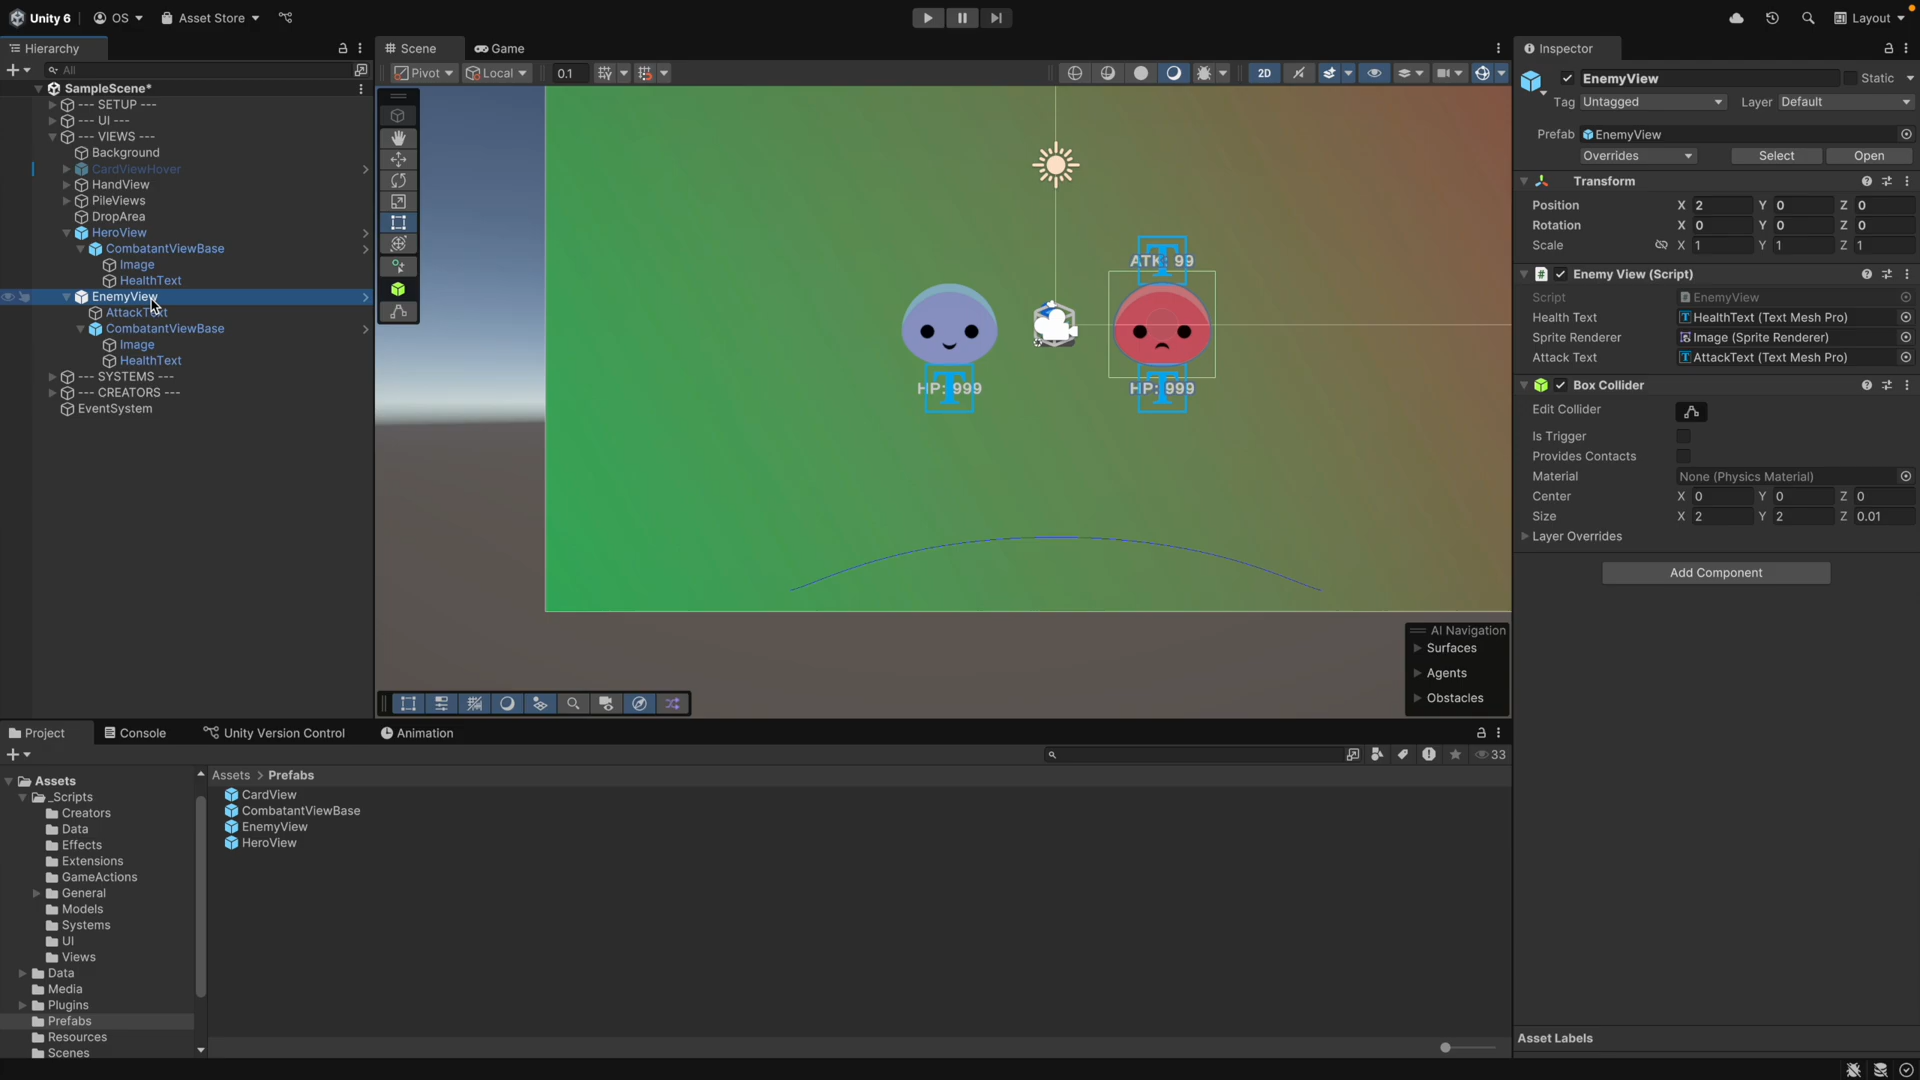 Unity 6 OS Asset Store Layout
Hierarchy Scene Game Inspector
All
Pivot Local 0.1 2D
SampleScene*
--- SETUP ---
--- UI ---
--- VIEWS ---
Background
CardViewHover
HandView
PileViews
DropArea
HeroView
CombatantViewBase
Image
HealthText
EnemyView
AttackText
CombatantViewBase
Image
HealthText
--- SYSTEMS ---
--- CREATORS ---
EventSystem
ATK: 99
HP: 999
HP: 999
AI Navigation
Surfaces
Agents
Obstacles
EnemyView Static
Tag Untagged Layer Default
Prefab EnemyView
Overrides Select Open
Transform
Position X 2 Y 0 Z 0
Rotation X 0 Y 0 Z 0
Scale X 1 Y 1 Z 1
Enemy View (Script)
Script EnemyView
Health Text HealthText (Text Mesh Pro)
Sprite Renderer Image (Sprite Renderer)
Attack Text AttackText (Text Mesh Pro)
Box Collider
Edit Collider
Is Trigger
Provides Contacts
Material None (Physics Material)
Center X 0 Y 0 Z 0
Size X 2 Y 2 Z 0.01
Layer Overrides
Add Component
Asset Labels
Project Console Unity Version Control Animation
33
Assets
_Scripts
Creators
Data
Effects
Extensions
GameActions
General
Models
Systems
UI
Views
Data
Media
Plugins
Prefabs
Resources
Scenes
Assets > Prefabs
CardView
CombatantViewBase
EnemyView
HeroView